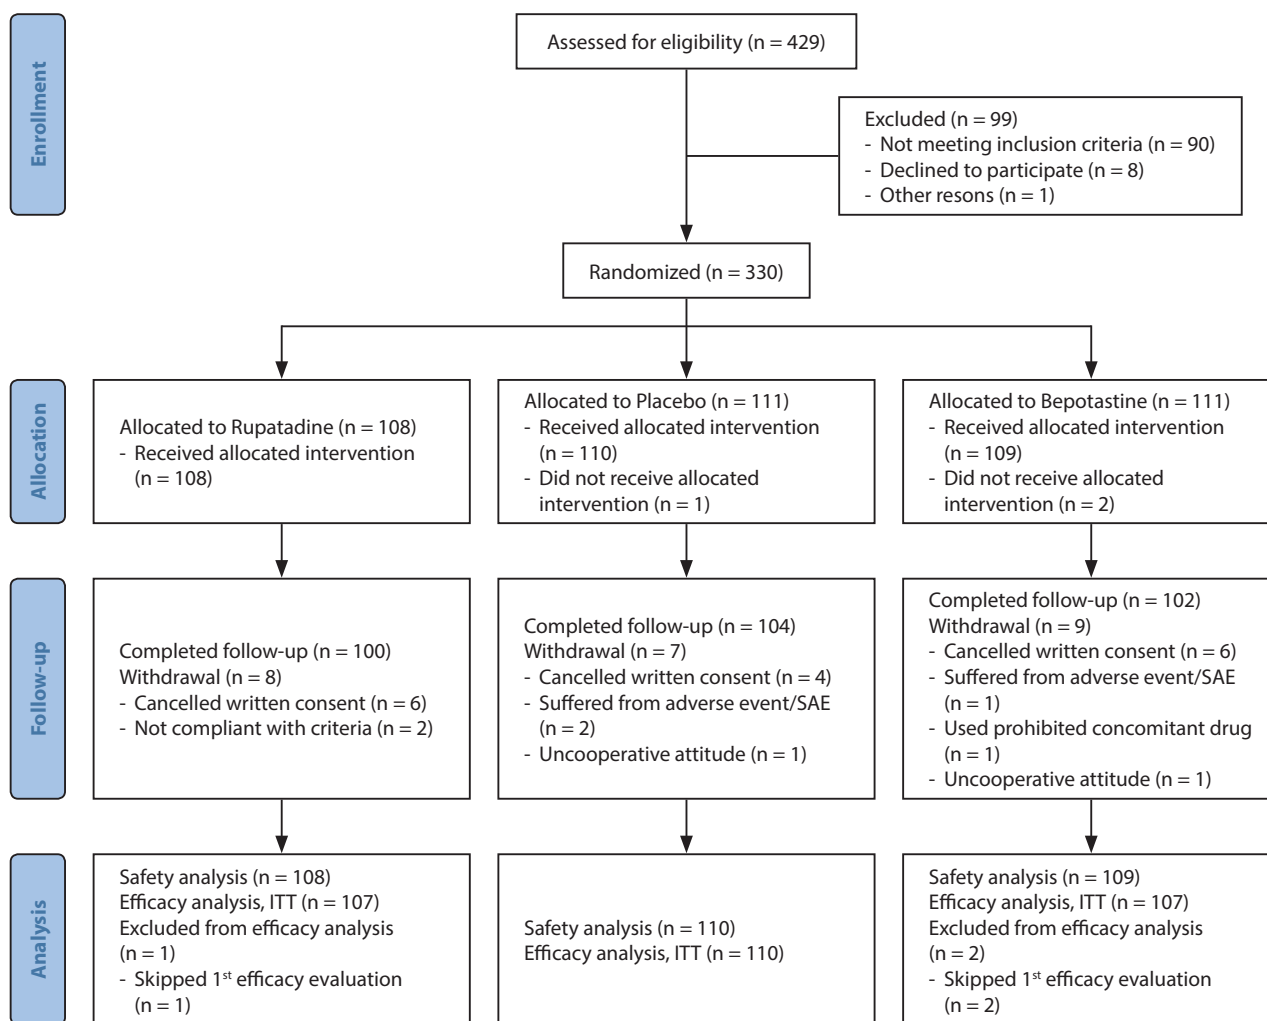 Enrollment
Assessed for eligibility (n = 429)
Excluded (n = 99)
- Not meeting inclusion criteria (n = 90)
- Declined to participate (n = 8)
- Other resons (n = 1)
Randomized (n = 330)
Allocation
Allocated to Rupatadine (n = 108)
- Received allocated intervention
(n = 108)
Allocated to Placebo (n = 111)
- Received allocated intervention
(n = 110)
- Did not receive allocated
intervention (n = 1)
Allocated to Bepotastine (n = 111)
- Received allocated intervention
(n = 109)
- Did not receive allocated
intervention (n = 2)
Follow-up
Completed follow-up (n = 100)
Withdrawal (n = 8)
- Cancelled written consent (n = 6)
- Not compliant with criteria (n = 2)
Completed follow-up (n = 104)
Withdrawal (n = 7)
- Cancelled written consent (n = 4)
- Suffered from adverse event/SAE
(n = 2)
- Uncooperative attitude (n = 1)
Completed follow-up (n = 102)
Withdrawal (n = 9)
- Cancelled written consent (n = 6)
- Suffered from adverse event/SAE
(n = 1)
- Used prohibited concomitant drug
(n = 1)
- Uncooperative attitude (n = 1)
Analysis
Safety analysis (n = 108)
Efficacy analysis, ITT (n = 107)
Excluded from efficacy analysis
(n = 1)
- Skipped 1st efficacy evaluation
(n = 1)
Safety analysis (n = 110)
Efficacy analysis, ITT (n = 110)
Safety analysis (n = 109)
Efficacy analysis, ITT (n = 107)
Excluded from efficacy analysis
(n = 2)
- Skipped 1st efficacy evaluation
(n = 2)